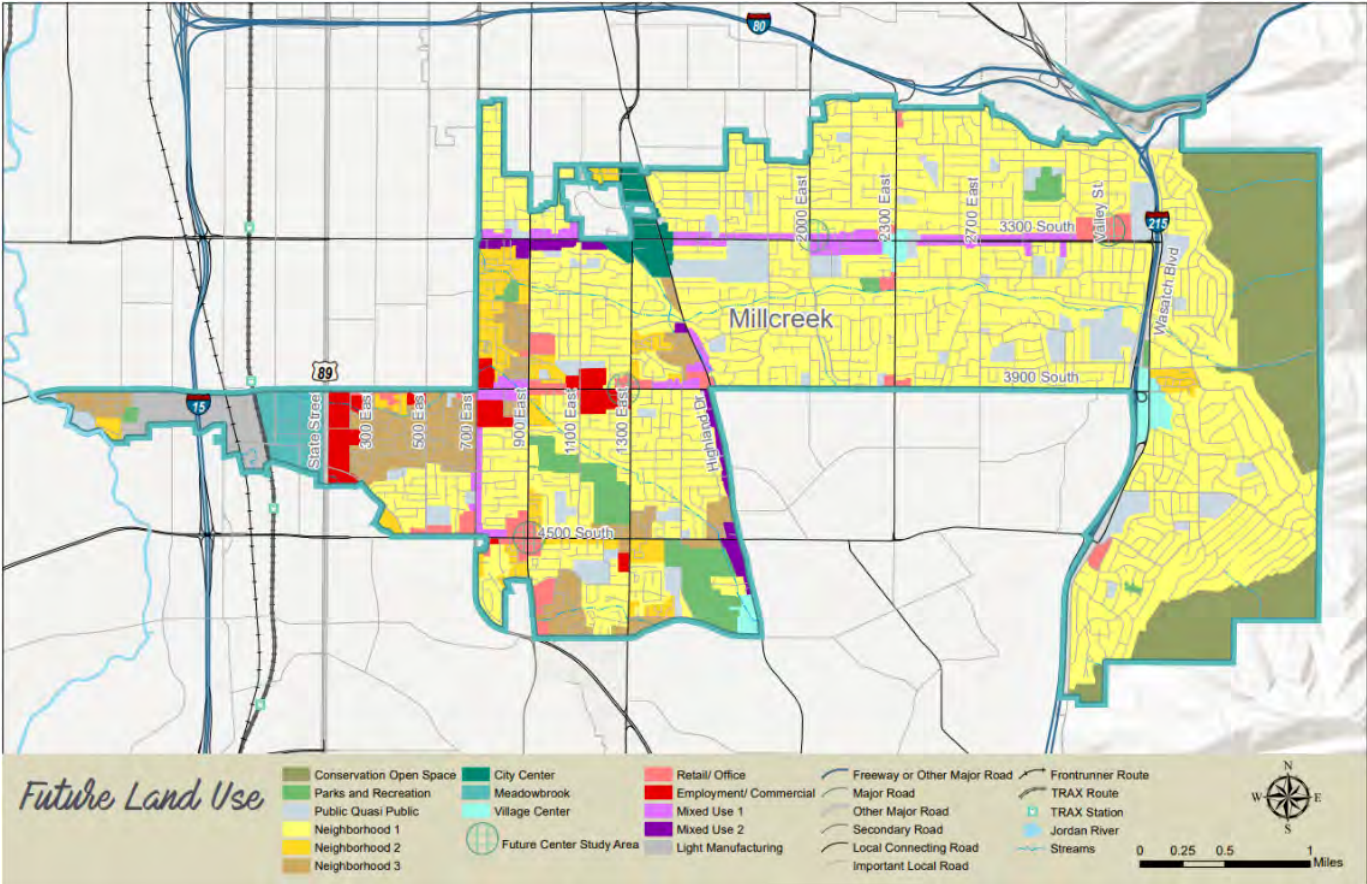 80
2000 East
2300 East
2700 East
Valley St
3300 South
215
Wasatch Blvd
Millcreek
89
3900 South
15
State Street
300 Eas
500 Eas
700 East
900 East
1100 East
1300 East
Highland Dr
4500 South
Future Land Use
Conservation Open Space
Parks and Recreation
Public Quasi Public
Neighborhood 1
Neighborhood 2
Neighborhood 3
City Center
Meadowbrook
Village Center
Future Center Study Area
Retail/ Office
Employment/ Commercial
Mixed Use 1
Mixed Use 2
Light Manufacturing
Freeway or Other Major Road
Major Road
Other Major Road
Secondary Road
Local Connecting Road
Important Local Road
Frontrunner Route
TRAX Route
TRAX Station
Jordan River
Streams
N
W E
S
0 0.25 0.5 1
Miles